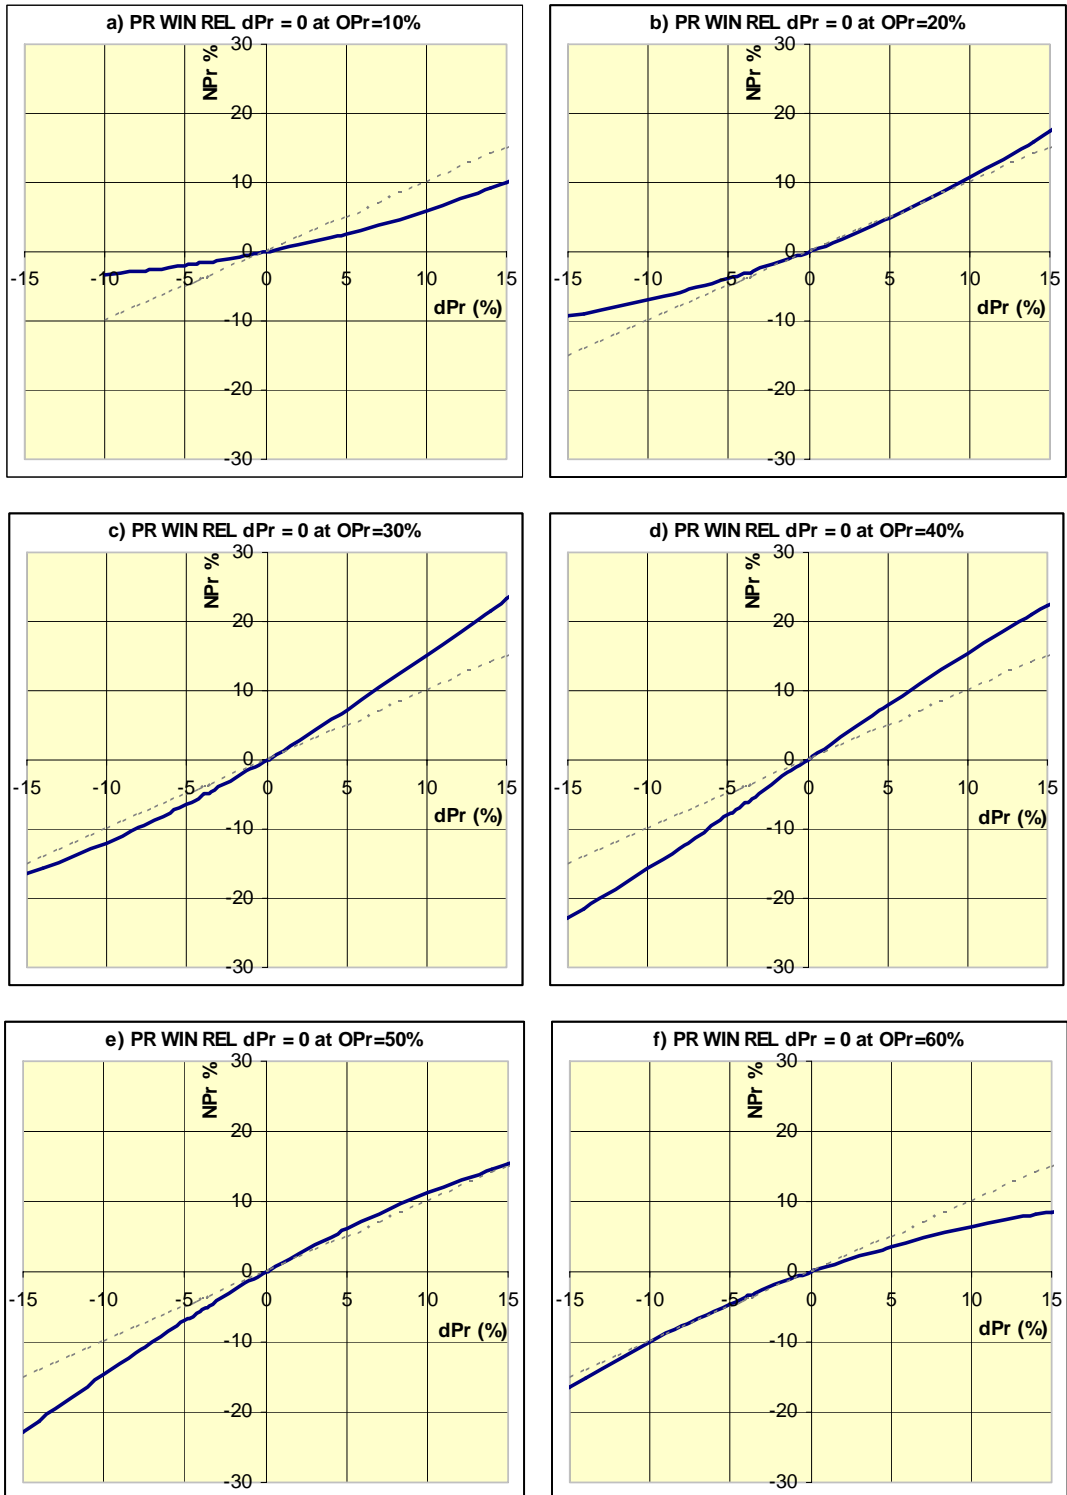 a) PR WIN REL dPr = 0 at OPr=10%
30
NPr %
20
10
0
-15 -10 -5 0 5 10 15
dPr (%)
-10
-20
-30
b) PR WIN REL dPr = 0 at OPr=20%
30
NPr %
20
10
0
-15 -10 -5 0 5 10 15
dPr (%)
-10
-20
-30
c) PR WIN REL dPr = 0 at OPr=30%
30
NPr %
20
10
0
-15 -10 -5 0 5 10 15
dPr (%)
-10
-20
-30
d) PR WIN REL dPr = 0 at OPr=40%
30
NPr %
20
10
0
-15 -10 -5 0 5 10 15
dPr (%)
-10
-20
-30
e) PR WIN REL dPr = 0 at OPr=50%
30
NPr %
20
10
0
-15 -10 -5 0 5 10 15
dPr (%)
-10
-20
-30
f) PR WIN REL dPr = 0 at OPr=60%
30
NPr %
20
10
0
-15 -10 -5 0 5 10 15
dPr (%)
-10
-20
-30